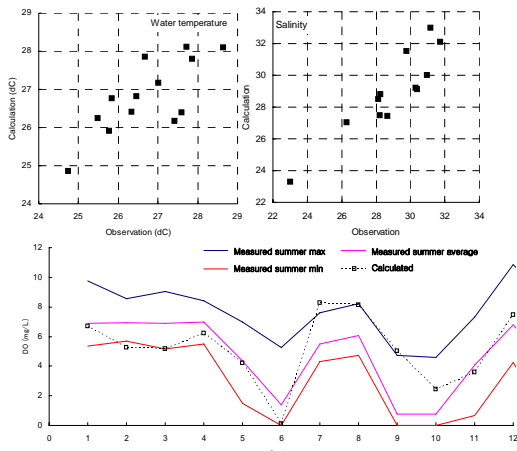 Water temperature
29
28
27
26
25
24
24 25 26 27 28 29
Calculation (dC)
Observation (dC)
Salinity
34
32
30
28
26
24
22
22 24 26 28 30 32 34
Calculation
Observation
Measured summer max
Measured summer average
Measured summer min
Calculated
12
10
8
6
4
2
0
DO (mg/L)
0 1 2 3 4 5 6 7 8 9 10 11 12